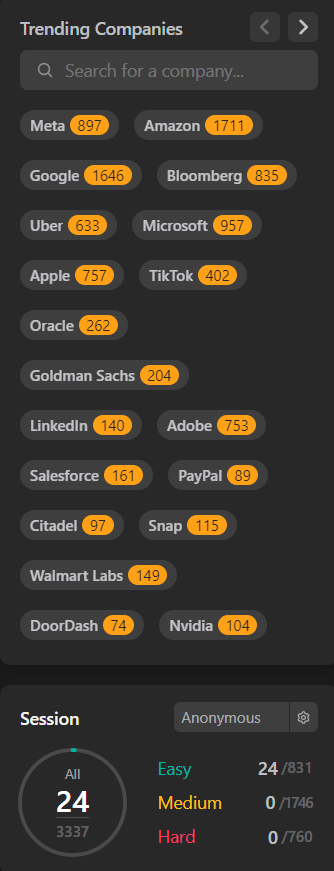 Trending Companies
Search for a company...
Meta 897 Amazon 1711
Google 1646 Bloomberg 835
Uber 633 Microsoft 957
Apple 757 TikTok 402
Oracle 262
Goldman Sachs 204
LinkedIn 140 Adobe 753
Salesforce 161 PayPal 89
Citadel 97 Snap 115
Walmart Labs 149
DoorDash 74 Nvidia 104
Session Anonymous
All
24
3337
Easy 24 /831
Medium 0 /1746
Hard 0 /760